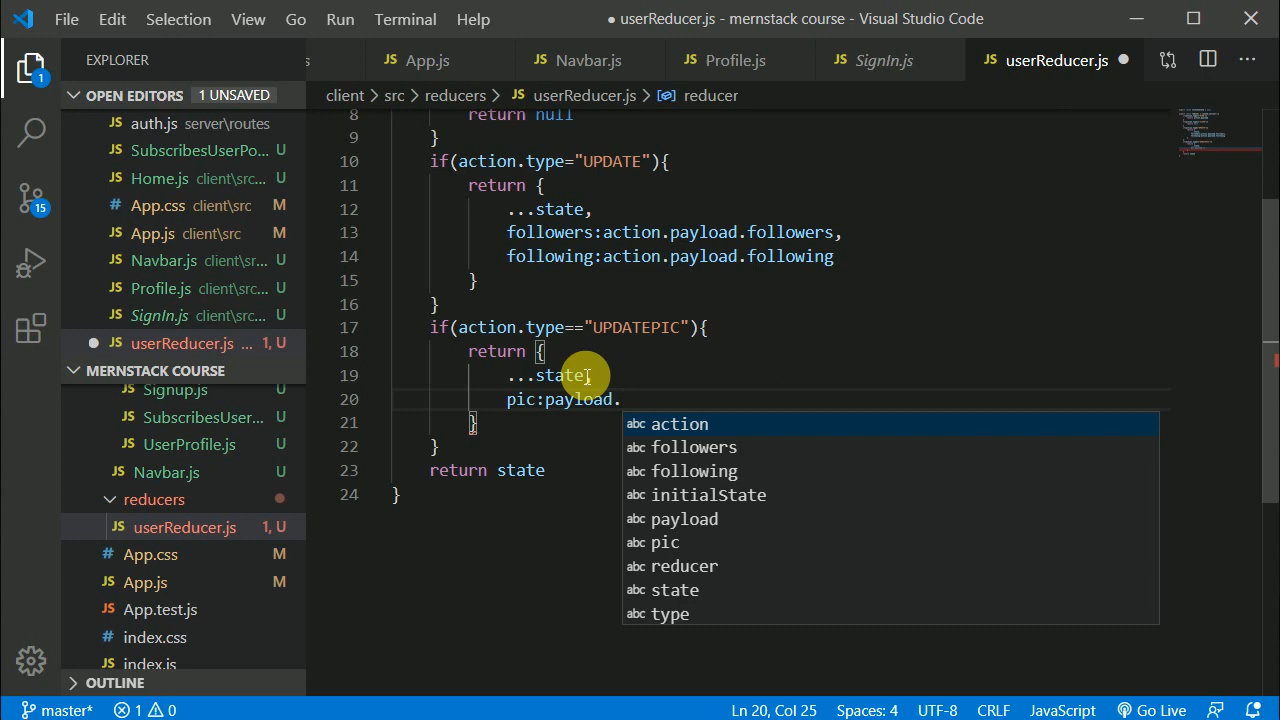 File Edit Selection View Go Run Terminal Help ● userReducer.js - mernstack course - Visual Studio Code
EXPLORER
s JS App.js JS Navbar.js JS Profile.js JS SignIn.js JS userReducer.js
OPEN EDITORS 1 UNSAVED
client > src > reducers > JS userReducer.js > reducer
JS auth.js server\routes
JS SubscribesUserPo... U
JS Home.js client\src... U
# App.css client\src M
JS App.js client\src M
JS Navbar.js client\sr... U
JS Profile.js client\src... U
JS SignIn.js client\src... U
JS userReducer.js ... 1, U
MERNSTACK COURSE
JS Signup.js U
JS SubscribesUser... U
JS UserProfile.js U
JS Navbar.js U
reducers
JS userReducer.js 1, U
# App.css M
JS App.js M
JS App.test.js
# index.css
JS index.js
OUTLINE
1
15
8 return null
9 }
10 if(action.type="UPDATE"){
11 return {
12 ...state,
13 followers:action.payload.followers,
14 following:action.payload.following
15 }
16 }
17 if(action.type=="UPDATEPIC"){
18 return {
19 ...state,
20 pic:payload.
21 }
22 }
23 return state
24 }
abc action
abc followers
abc following
abc initialState
abc payload
abc pic
abc reducer
abc state
abc type
master* 1 0 Ln 20, Col 25 Spaces: 4 UTF-8 CRLF JavaScript Go Live